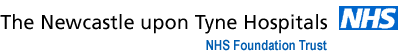 The Newcastle upon Tyne Hospitals NHS
NHS Foundation Trust